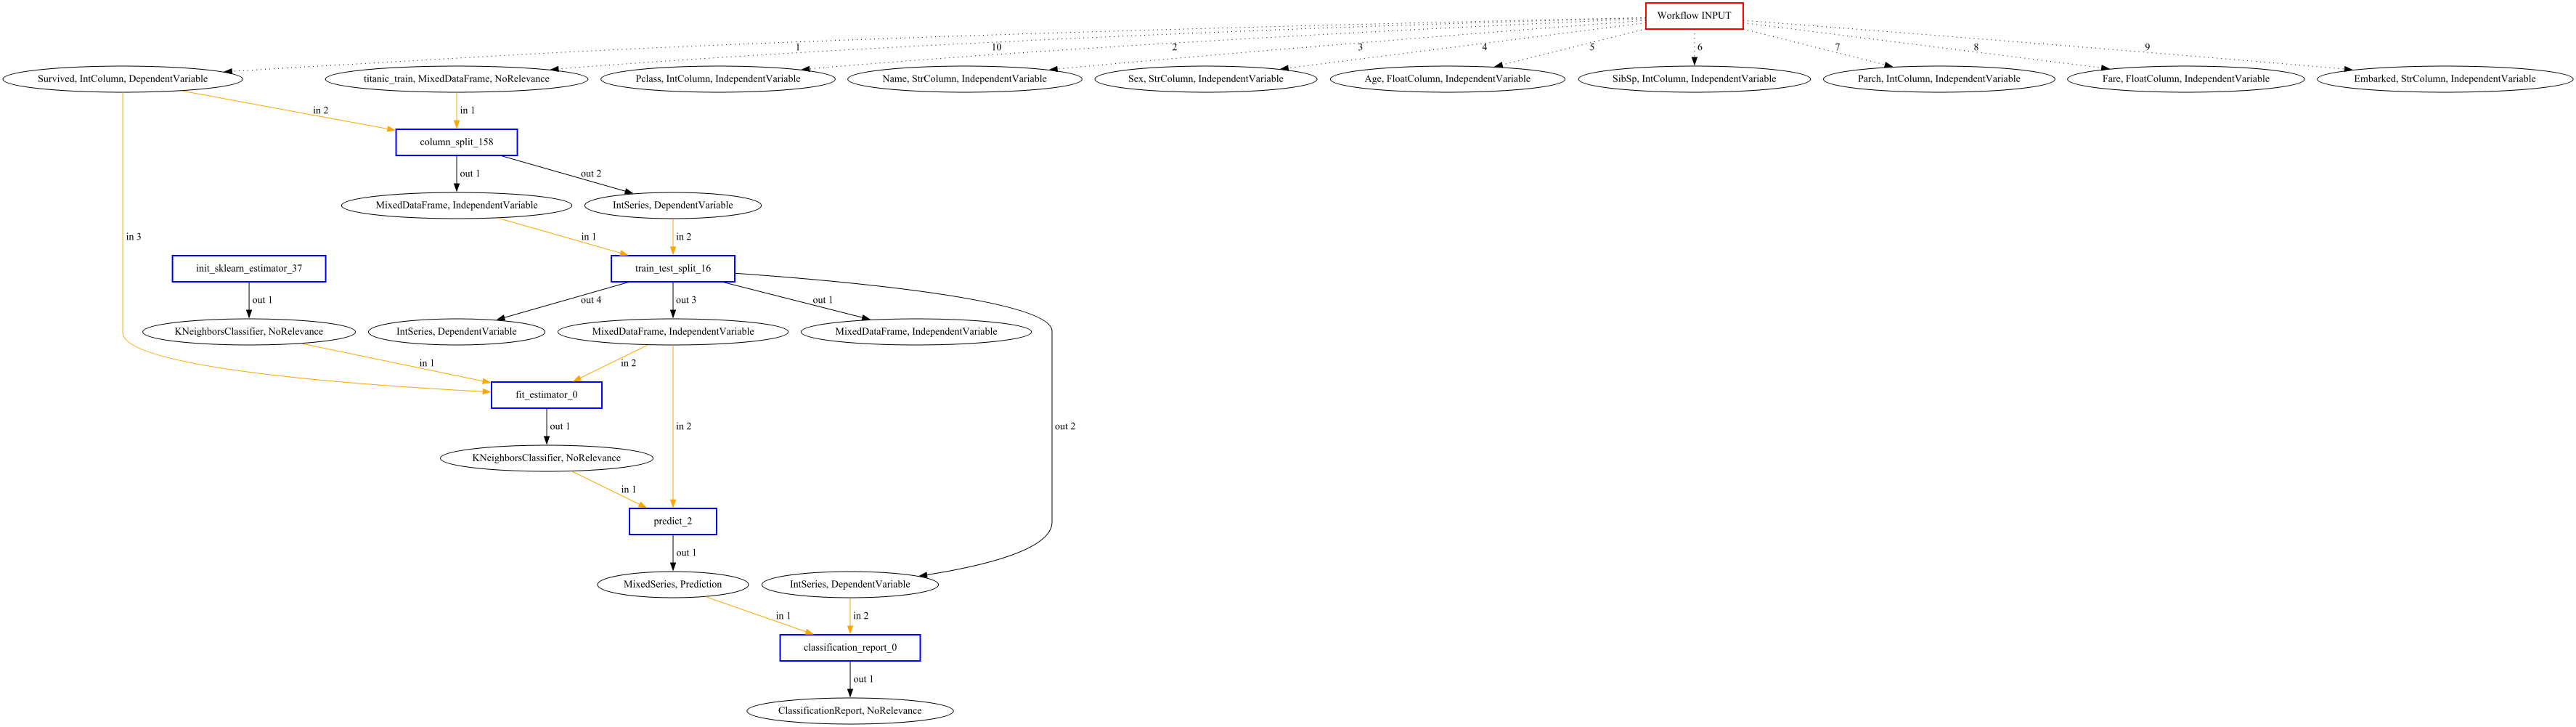 Workflow INPUT
1
10
2
3
4
5
6
7
8
9
Survived, IntColumn, DependentVariable
titanic_train, MixedDataFrame, NoRelevance
Pclass, IntColumn, IndependentVariable
Name, StrColumn, IndependentVariable
Sex, StrColumn, IndependentVariable
Age, FloatColumn, IndependentVariable
SibSp, IntColumn, IndependentVariable
Parch, IntColumn, IndependentVariable
Fare, FloatColumn, IndependentVariable
Embarked, StrColumn, IndependentVariable
in 2
in 1
column_split_158
out 1
out 2
MixedDataFrame, IndependentVariable
IntSeries, DependentVariable
in 3
in 1
in 2
init_sklearn_estimator_37
train_test_split_16
out 1
out 4
out 3
out 1
KNeighborsClassifier, NoRelevance
IntSeries, DependentVariable
MixedDataFrame, IndependentVariable
MixedDataFrame, IndependentVariable
in 1
in 2
fit_estimator_0
out 1
in 2
out 2
KNeighborsClassifier, NoRelevance
in 1
predict_2
out 1
MixedSeries, Prediction
IntSeries, DependentVariable
in 1
in 2
classification_report_0
out 1
ClassificationReport, NoRelevance